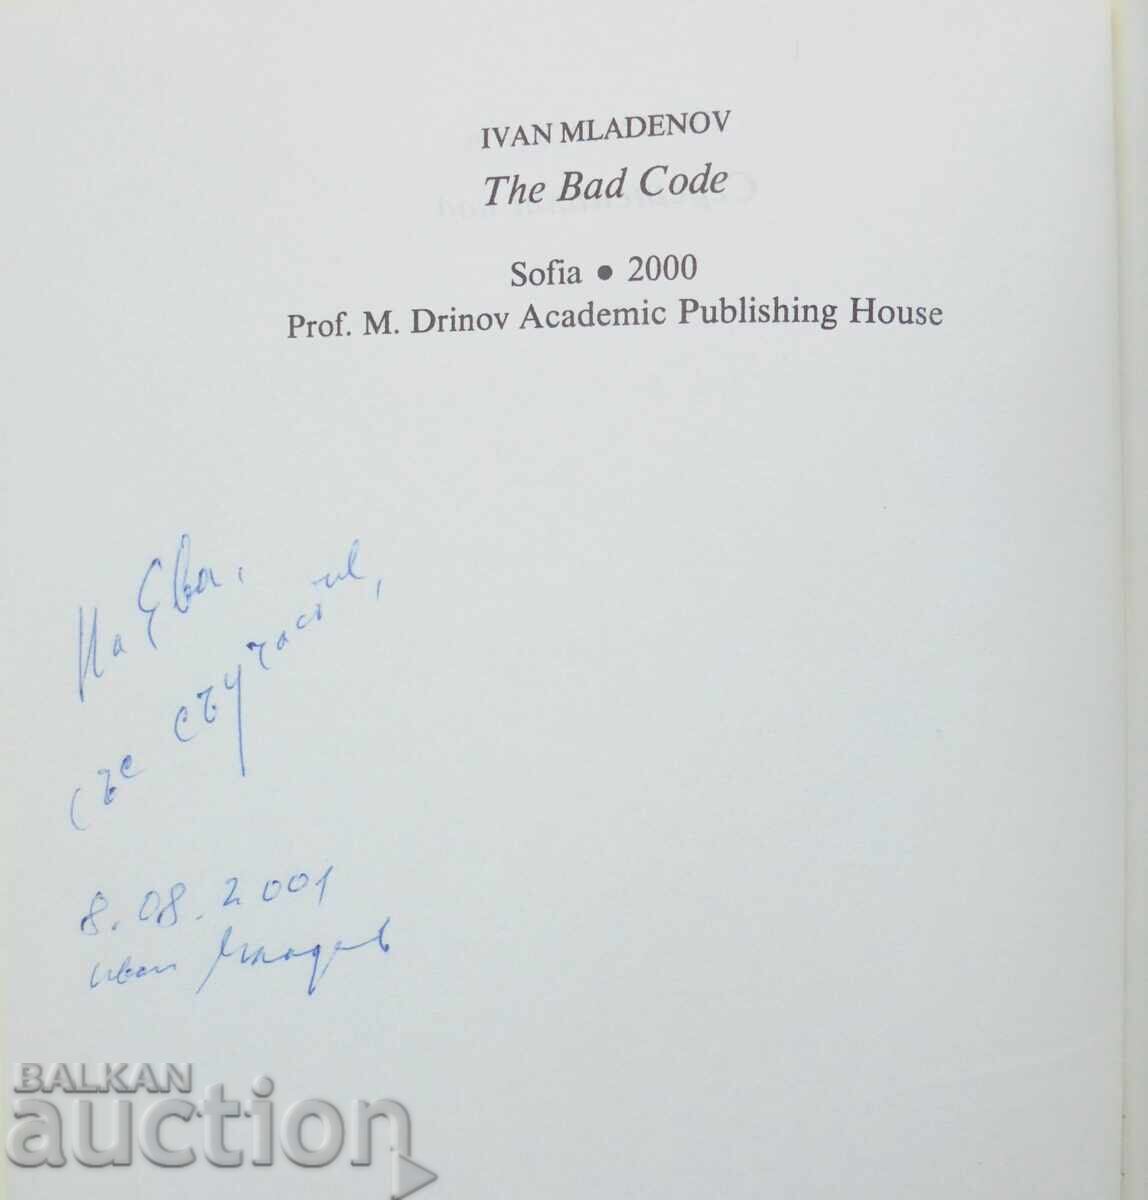 IVAN MLADENOV
The Bad Code
Sofia • 2000
Prof. M. Drinov Academic Publishing House
На Ева,
със съучастие,
8.08.2001
Иван Младенов
BALKAN
auction